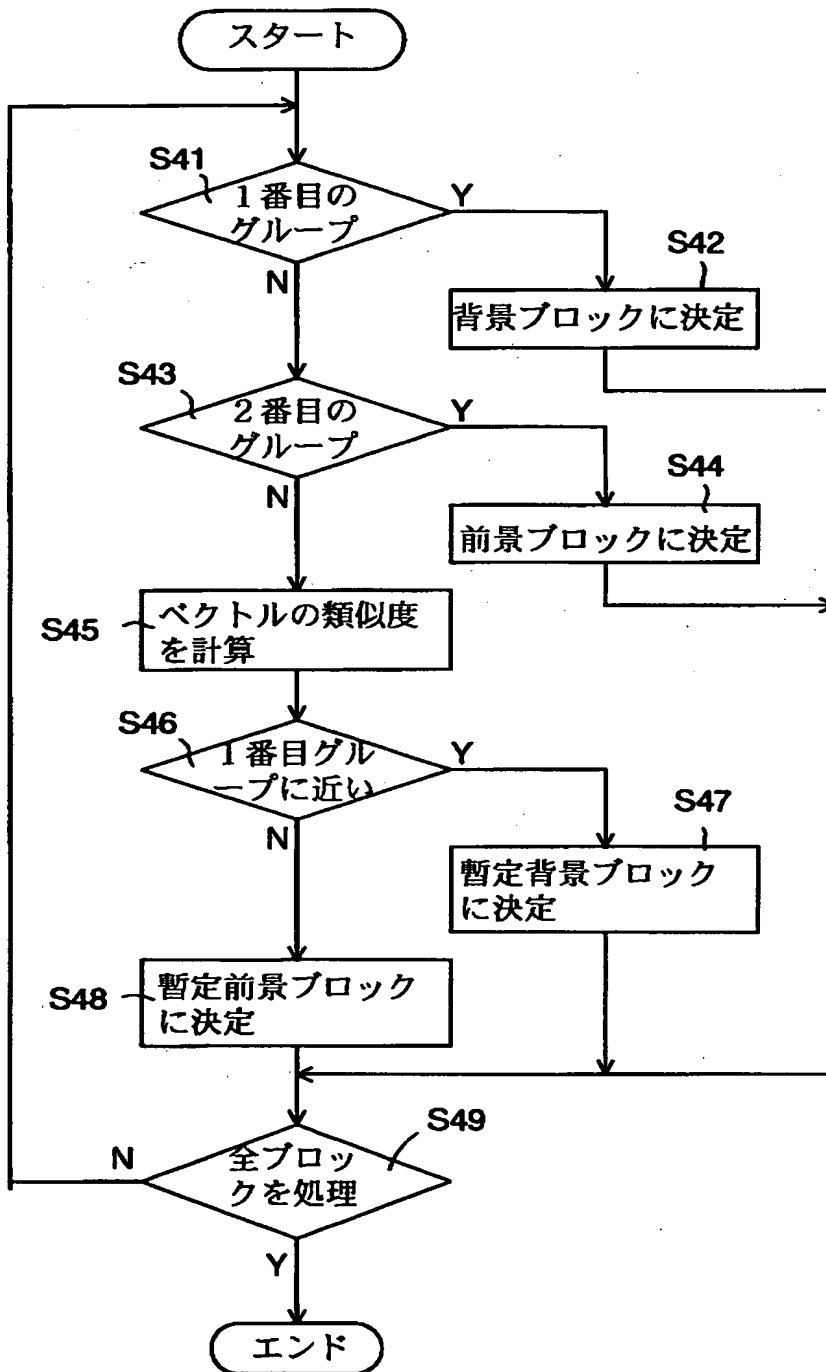 スタート
S41
1番目の
グループ
Y
N
S42
背景ブロックに決定
S43
2番目の
グループ
Y
N
S44
前景ブロックに決定
S45
ベクトルの類似度
を計算
S46
1番目グル
ープに近い
Y
N
S47
暫定背景ブロック
に決定
S48
暫定前景ブロック
に決定
S49
全ブロッ
クを処理
N
Y
エンド